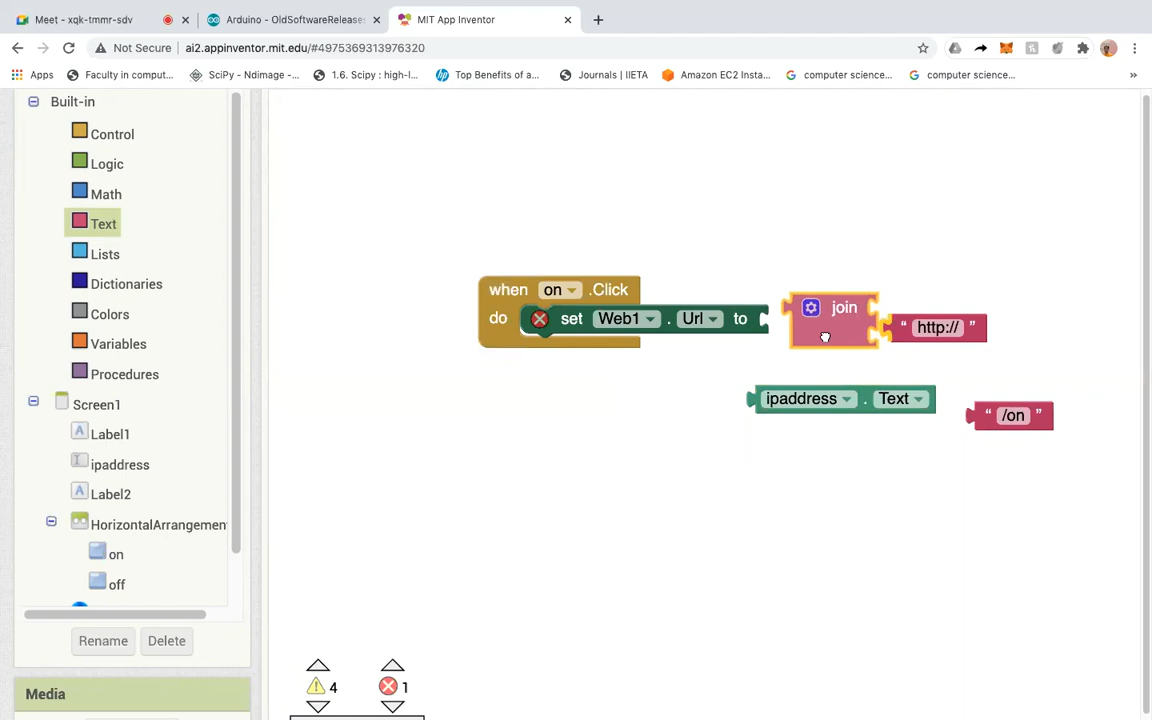 Meet - xqk-tmmr-sdv
Arduino - OldSoftwareReleases
MIT App Inventor
Not Secure
ai2.appinventor.mit.edu/#4975369313976320
Apps
Faculty in comput...
SciPy - Ndimage -...
1.6. Scipy : high-l...
Top Benefits of a...
Journals | IIETA
Amazon EC2 Insta...
computer science...
computer science...
»
Built-in
Control
Logic
Math
Text
Lists
Dictionaries
Colors
Variables
Procedures
Screen1
Label1
ipaddress
Label2
HorizontalArrangemen
on
off
Rename
Delete
Media
when on .Click
do set Web1 . Url to
join
“ http:// ”
ipaddress . Text
“ /on ”
4
1